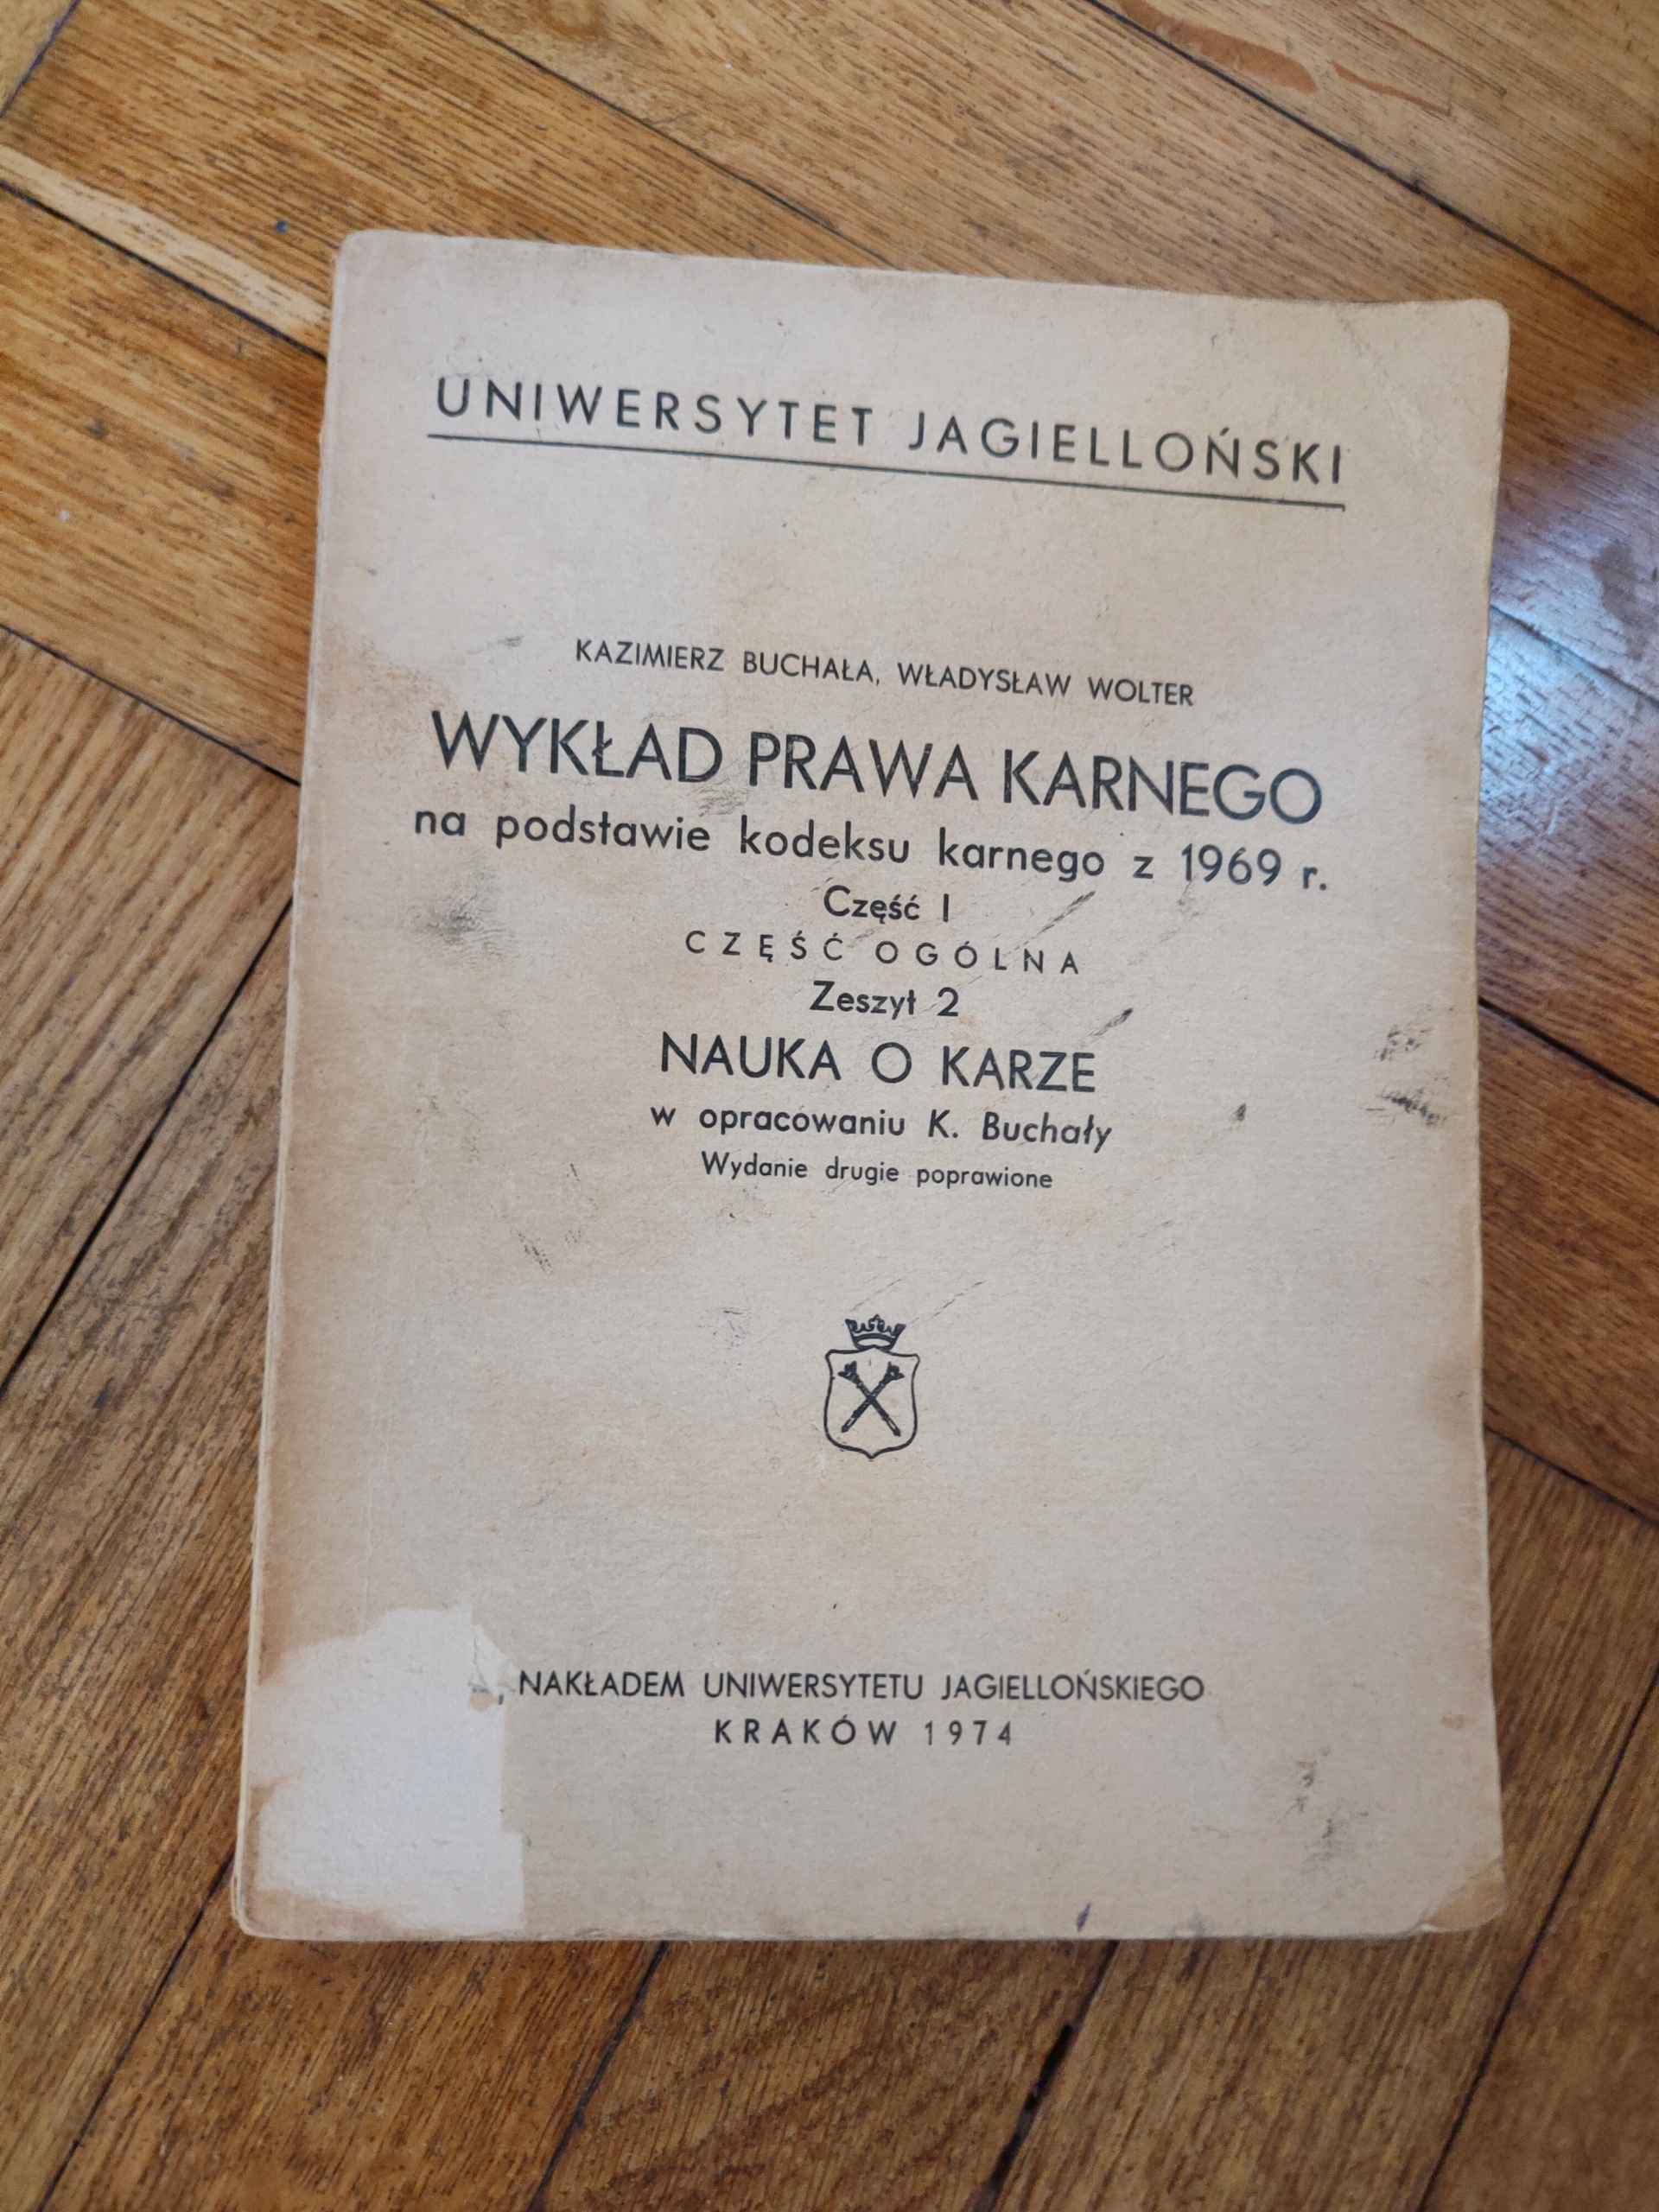 UNIWERSYTET JAGIELLOŃSKI
KAZIMIERZ BUCHAŁA, WŁADYSŁAW WOLTER
WYKŁAD PRAWA KARNEGO
na podstawie kodeksu karnego z 1969 r.
Część I
CZĘŚĆ OGÓLNA
Zeszyt 2
NAUKA O KARZE
w opracowaniu K. Buchały
Wydanie drugie poprawione
NAKŁADEM UNIWERSYTETU JAGIELLOŃSKIEGO
KRAKÓW 1974